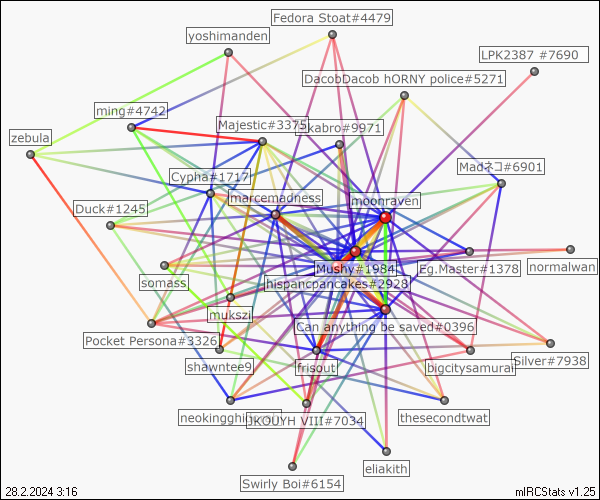 Fedora Stoat#4479
yoshimanden
LPK2387 #7690
DacobDacob hORNY police#5271
ming#4742
Majestic#3375
kabro#9971
zebula
Cypha#1717
Madネコ#6901
marcemadness
moonraven
Duck#1245
Mushy#1984
Eg.Master#1378
normalwan
somass
hispancpancakes#2928
mukszi
Can anything be saved#0396
Pocket Persona#3326
shawntee9
frisout
bigcitysamurai
Silver#7938
JKOUYH VIII#7034
thesecondtwat
eliakith
Swirly Boi#6154
28.2.2024 3:16
mIRCStats v1.25